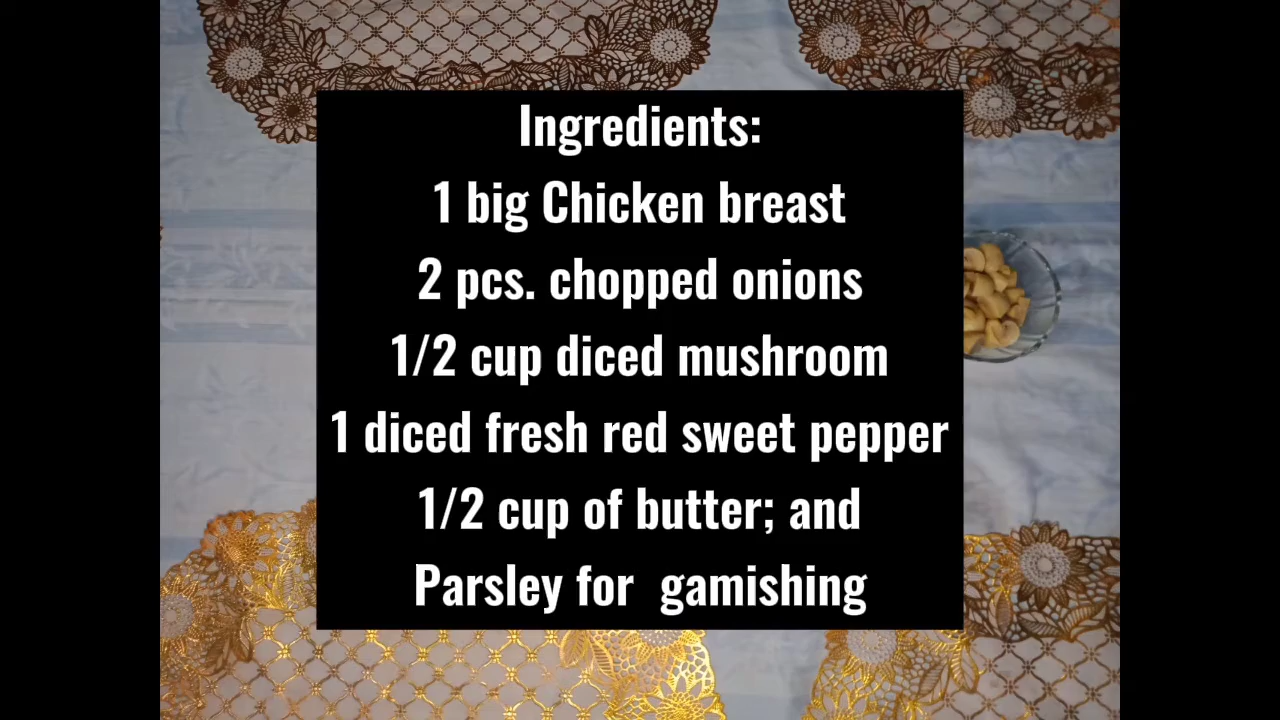 Ingredients:
1 big Chicken breast
2 pcs. chopped onions
1/2 cup diced mushroom
1 diced fresh red sweet pepper
1/2 cup of butter; and
Parsley for gamishing